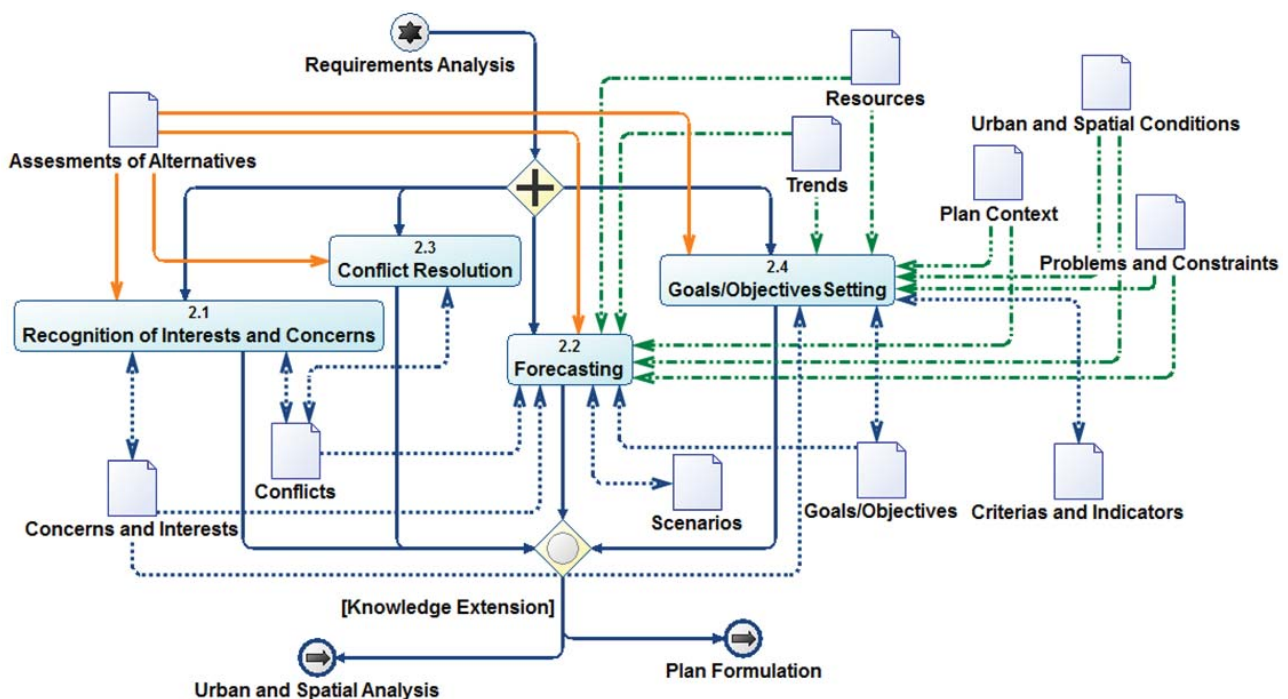 Requirements Analysis
Resources
Urban and Spatial Conditions
Assesments of Alternatives
Trends
Plan Context
2.3
Conflict Resolution
2.4
Goals/Objectives Setting
Problems and Constraints
2.1
Recognition of Interests and Concerns
2.2
Forecasting
Conflicts
Concerns and Interests
Scenarios
Goals/Objectives
Criterias and Indicators
[Knowledge Extension]
Plan Formulation
Urban and Spatial Analysis